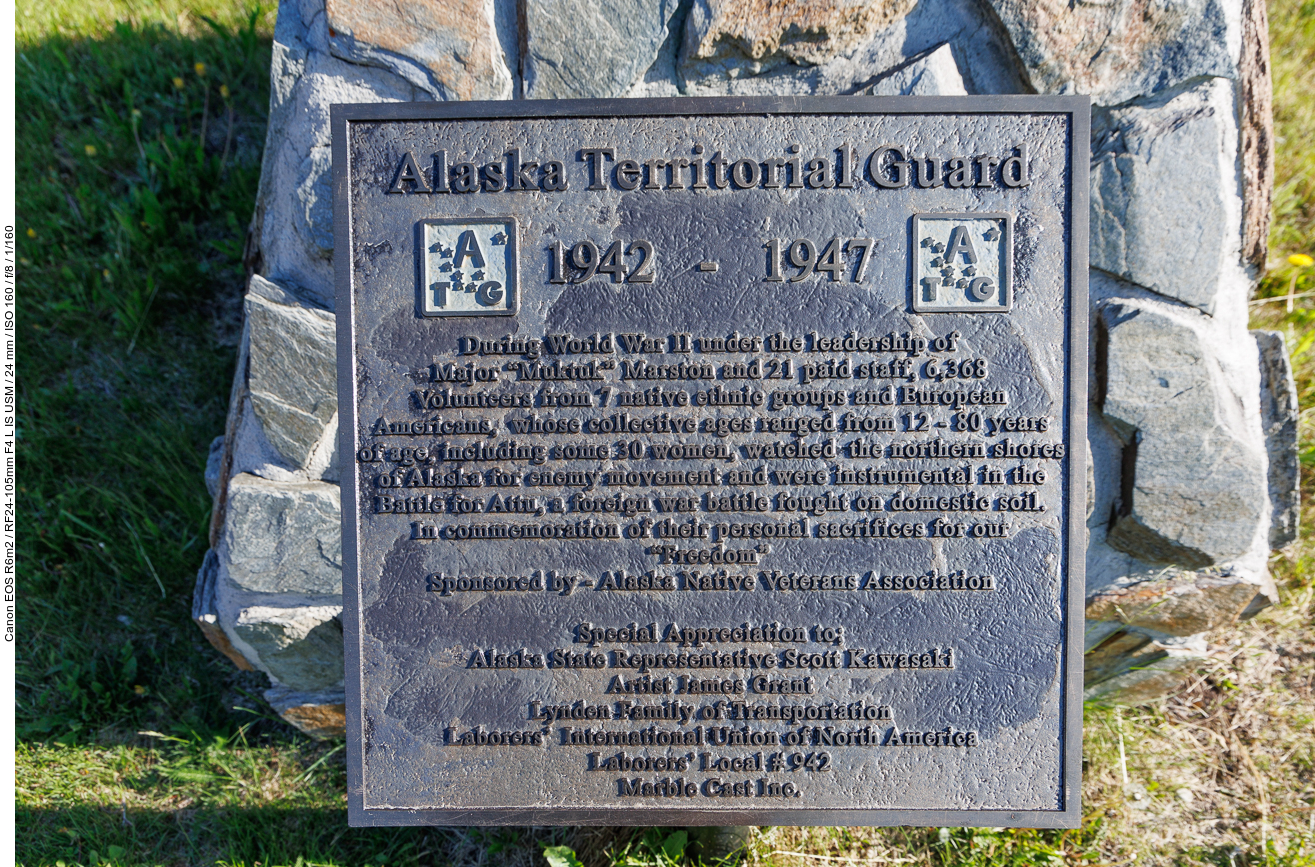 Canon EOS R6m2 / RF24-105mm F4 L IS USM / 24 mm / ISO 160 / f/8 / 1/160
Alaska Territorial Guard
A
T G
1942 - 1947
A
T G
During World War II under the leadership of
Major "Muktuk" Marston and 21 paid staff, 6,368
Volunteers from 7 native ethnic groups and European
Americans, whose collective ages ranged from 12 - 80 years
of age, including some 30 women, watched the northern shores
of Alaska for enemy movement and were instrumental in the
Battle for Attu, a foreign war battle fought on domestic soil.
In commemoration of their personal sacrifices for our
"Freedom"
Sponsored by - Alaska Native Veterans Association
Special Appreciation to:
Alaska State Representative Scott Kawasaki
Artist James Grant
Lynden Family of Transportation
Laborers' International Union of North America
Laborers' Local # 942
Marble Cast Inc.